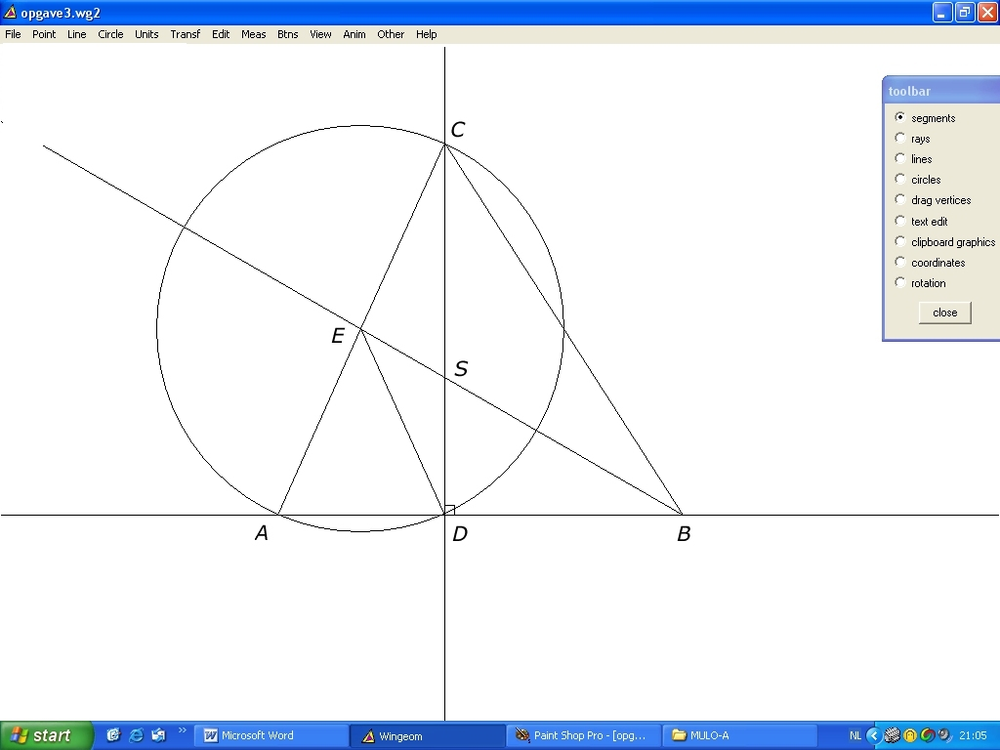 opgave3.wg2
File Point Line Circle Units Transf Edit Meas Btns View Anim Other Help
toolbar
segments
rays
lines
circles
drag vertices
text edit
clipboard graphics
coordinates
rotation
close
C
E
S
A
D
B
start
Microsoft Word
Wingeom
Paint Shop Pro - [opg...
MULO-A
NL
21:05